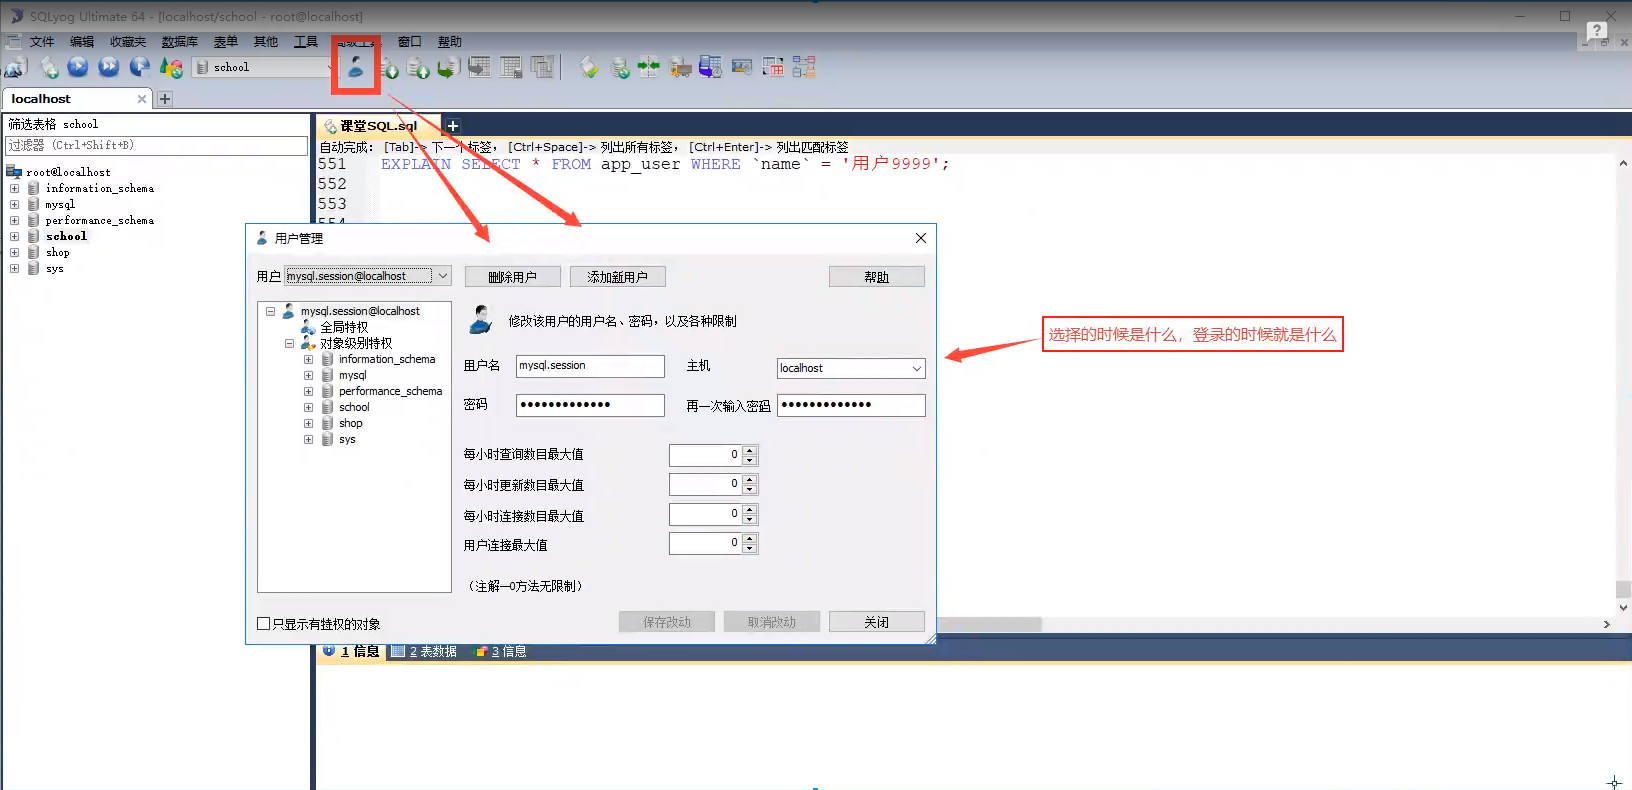 SQLyog Ultimate 64 - [localhost/school - root@localhost]
文件 编辑 收藏夹 数据库 表单 其他 工具 高级工具 窗口 帮助
school
localhost
筛选表格 school
过滤器 (Ctrl+Shift+B)
root@localhost
information_schema
mysql
performance_schema
school
shop
sys
课堂SQL.sql
自动完成: [Tab]-> 下一个标签, [Ctrl+Space]-> 列出所有标签, [Ctrl+Enter]-> 列出匹配标签
551 EXPLAIN SELECT * FROM app_user WHERE `name` = '用户9999';
552
553
554
用户管理
用户 mysql.session@localhost 删除用户 添加新用户 帮助
mysql.session@localhost
全局特权
对象级别特权
information_schema
mysql
performance_schema
school
shop
sys
修改该用户的用户名、密码，以及各种限制
用户名 mysql.session 主机 localhost
密码 ●●●●●●●●●●●●● 再一次输入密码 ●●●●●●●●●●●●●
每小时查询数目最大值 0
每小时更新数目最大值 0
每小时连接数目最大值 0
用户连接最大值 0
（注解—0方法无限制）
只显示有授权的对象 保存改动 取消改动 关闭
选择的时候是什么，登录的时候就是什么
1 信息 2 表数据 3 信息